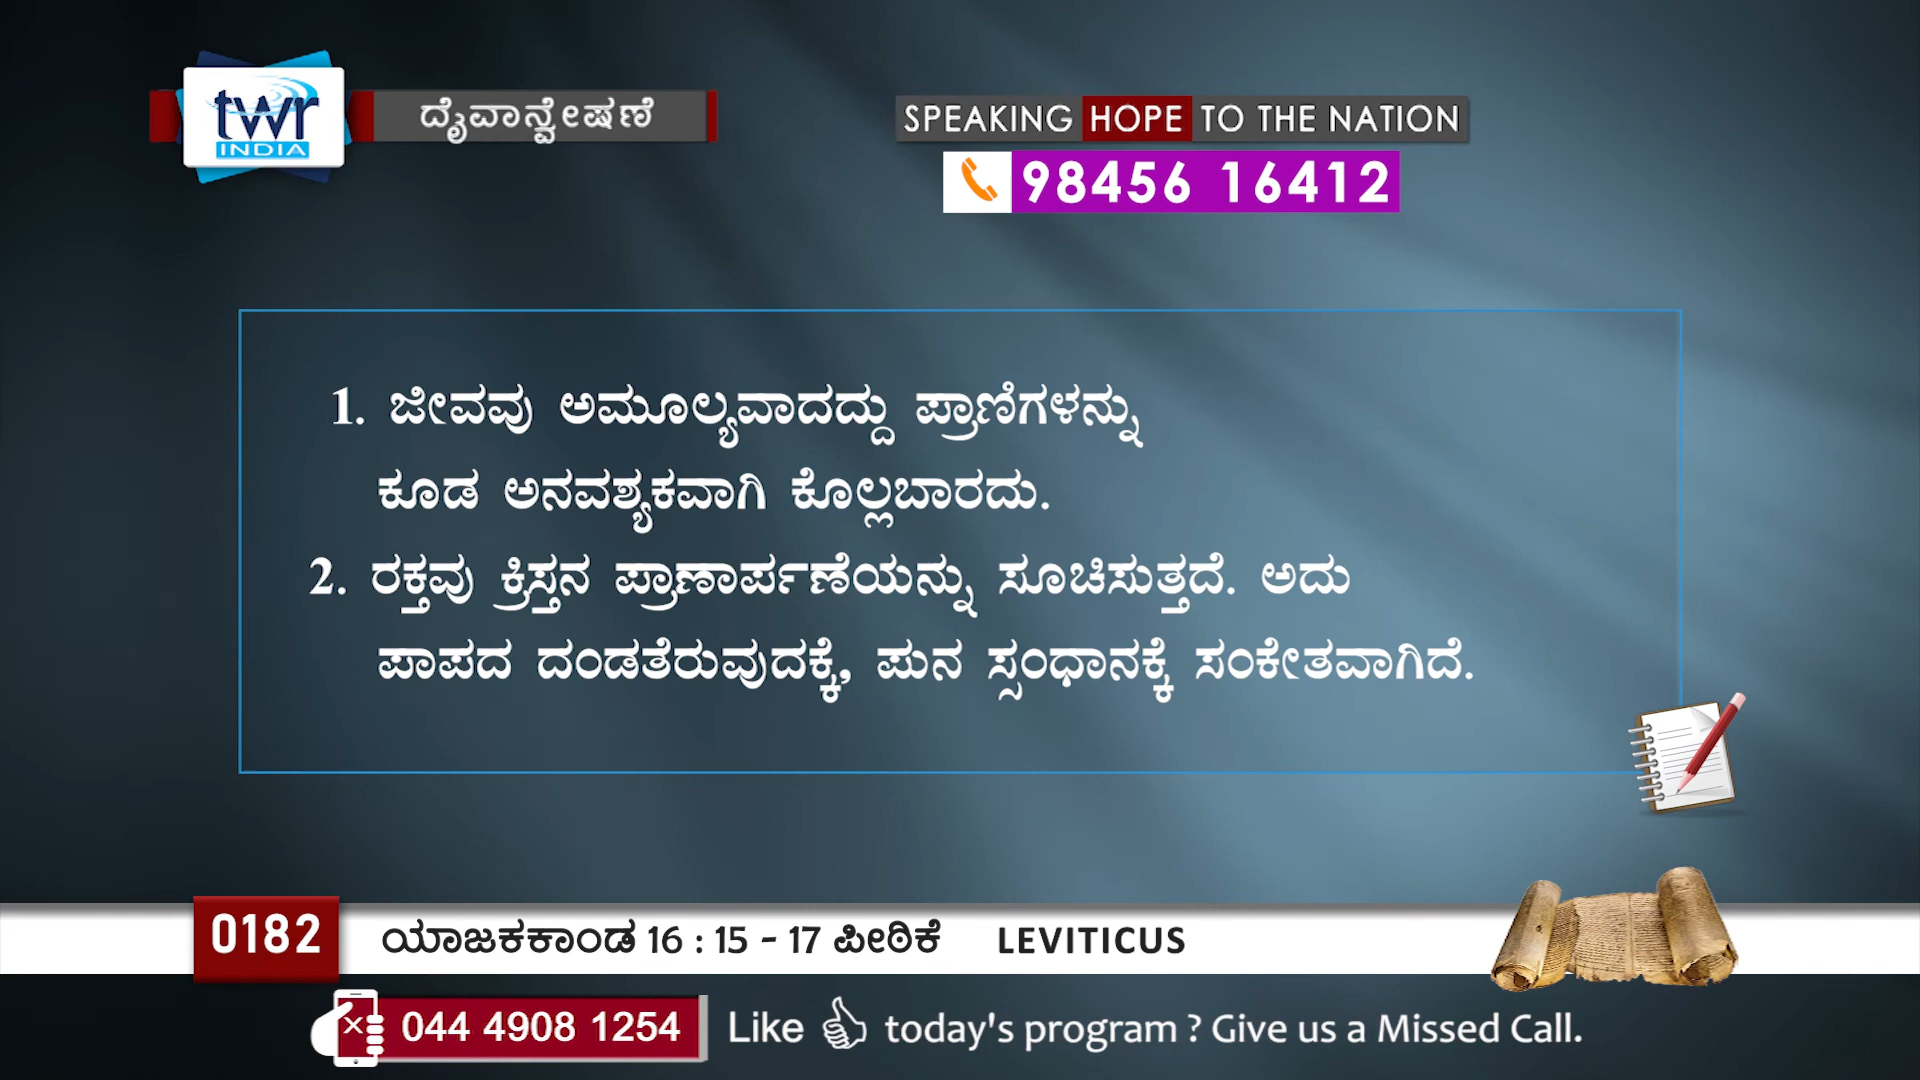 twr
INDIA
ದೈವಾನ್ವೇಷಣೆ
SPEAKING HOPE TO THE NATION
98456 16412
1. ಜೀವವು ಅಮೂಲ್ಯವಾದದ್ದು ಪ್ರಾಣಿಗಳನ್ನು
ಕೂಡ ಅನವಶ್ಯಕವಾಗಿ ಕೊಲ್ಲಬಾರದು.
2. ರಕ್ತವು ಕ್ರಿಸ್ತನ ಪ್ರಾಣಾರ್ಪಣೆಯನ್ನು ಸೂಚಿಸುತ್ತದೆ. ಅದು
ಪಾಪದ ದಂಡತೆರುವುದಕ್ಕೆ, ಪುನ ಸ್ಸಂಧಾನಕ್ಕೆ ಸಂಕೇತವಾಗಿದೆ.
0182 ಯಾಜಕಕಾಂಡ 16 : 15 - 17 ಪೀಠಿಕೆ LEVITICUS
044 4908 1254 Like today's program ? Give us a Missed Call.